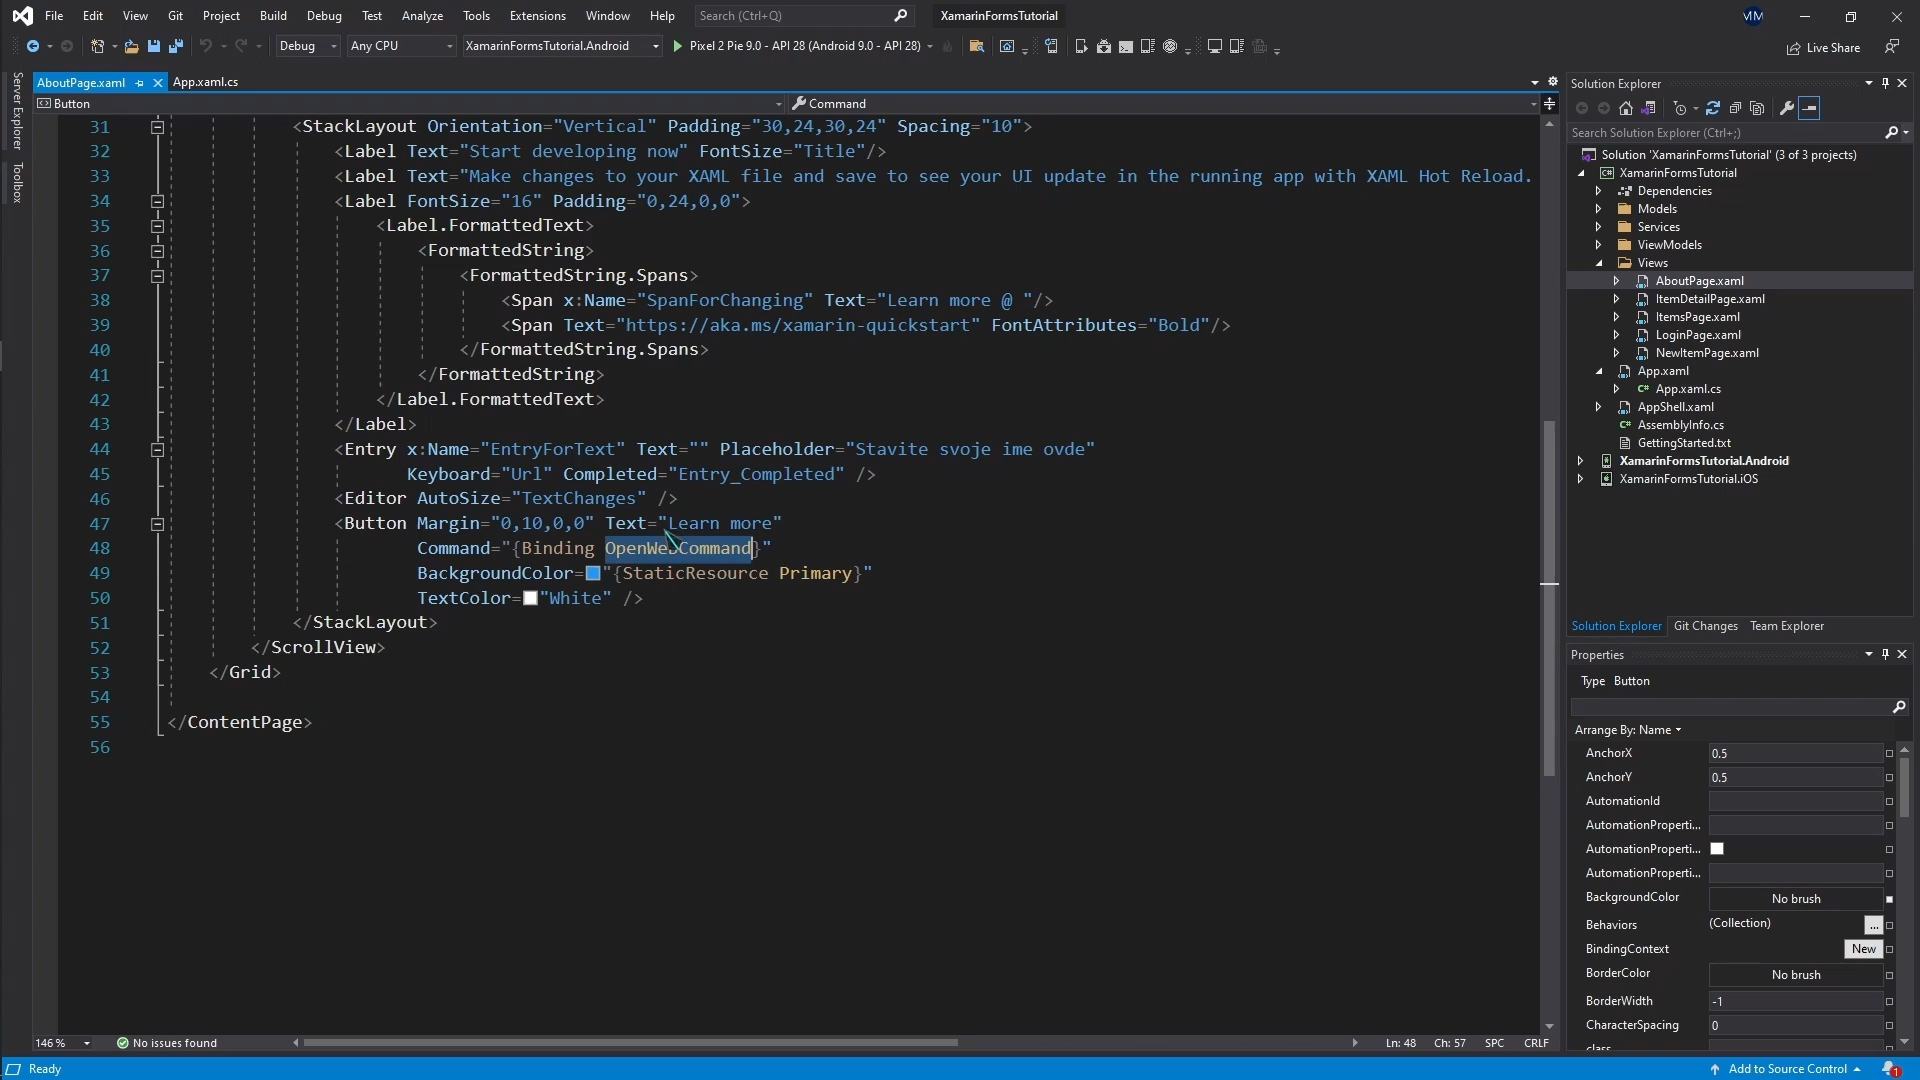 File Edit View Git Project Build Debug Test Analyze Tools Extensions Window Help Search (Ctrl+Q) XamarinFormsTutorial MM
Debug Any CPU XamarinFormsTutorial.Android Pixel 2 Pie 9.0 - API 28 (Android 9.0 - API 28) Live Share
Server Explorer
Toolbox
AboutPage.xaml App.xaml.cs
Button Command
31 <StackLayout Orientation="Vertical" Padding="30,24,30,24" Spacing="10">
32 <Label Text="Start developing now" FontSize="Title"/>
33 <Label Text="Make changes to your XAML file and save to see your UI update in the running app with XAML Hot Reload.
34 <Label FontSize="16" Padding="0,24,0,0">
35 <Label.FormattedText>
36 <FormattedString>
37 <FormattedString.Spans>
38 <Span x:Name="SpanForChanging" Text="Learn more @ "/>
39 <Span Text="https://aka.ms/xamarin-quickstart" FontAttributes="Bold"/>
40 </FormattedString.Spans>
41 </FormattedString>
42 </Label.FormattedText>
43 </Label>
44 <Entry x:Name="EntryForText" Text="" Placeholder="Stavite svoje ime ovde"
45 Keyboard="Url" Completed="Entry_Completed" />
46 <Editor AutoSize="TextChanges" />
47 <Button Margin="0,10,0,0" Text="Learn more"
48 Command="{Binding OpenWebCommand}"
49 BackgroundColor="{StaticResource Primary}"
50 TextColor="White" />
51 </StackLayout>
52 </ScrollView>
53 </Grid>
54
55 </ContentPage>
56
146 % No issues found Ln: 48 Ch: 57 SPC CRLF
Solution Explorer
Search Solution Explorer (Ctrl+;)
Solution 'XamarinFormsTutorial' (3 of 3 projects)
XamarinFormsTutorial
Dependencies
Models
Services
ViewModels
Views
AboutPage.xaml
ItemDetailPage.xaml
ItemsPage.xaml
LoginPage.xaml
NewItemPage.xaml
App.xaml
App.xaml.cs
AppShell.xaml
AssemblyInfo.cs
GettingStarted.txt
XamarinFormsTutorial.Android
XamarinFormsTutorial.iOS
Solution Explorer Git Changes Team Explorer
Properties
Type Button
Arrange By: Name
AnchorX 0.5
AnchorY 0.5
AutomationId
AutomationProperti...
AutomationProperti...
AutomationProperti...
BackgroundColor No brush
Behaviors (Collection) ...
BindingContext New
BorderColor No brush
BorderWidth -1
CharacterSpacing 0
class
Ready Add to Source Control 1